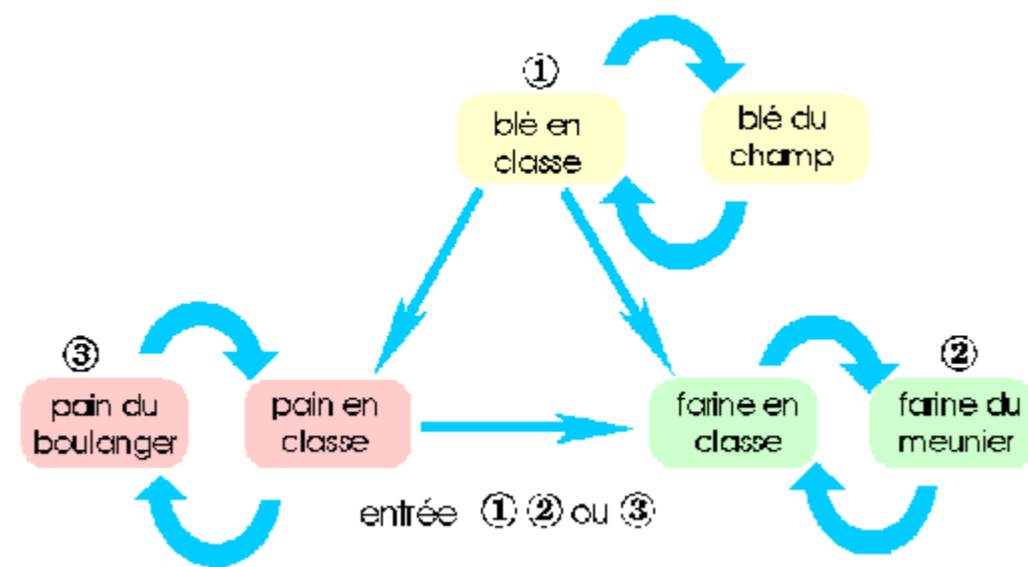 ①
blé en
classe
blé du
champ
③
pain du
boulanger
pain en
classe
farine en
classe
②
farine du
meunier
entrée ① ② ou ③